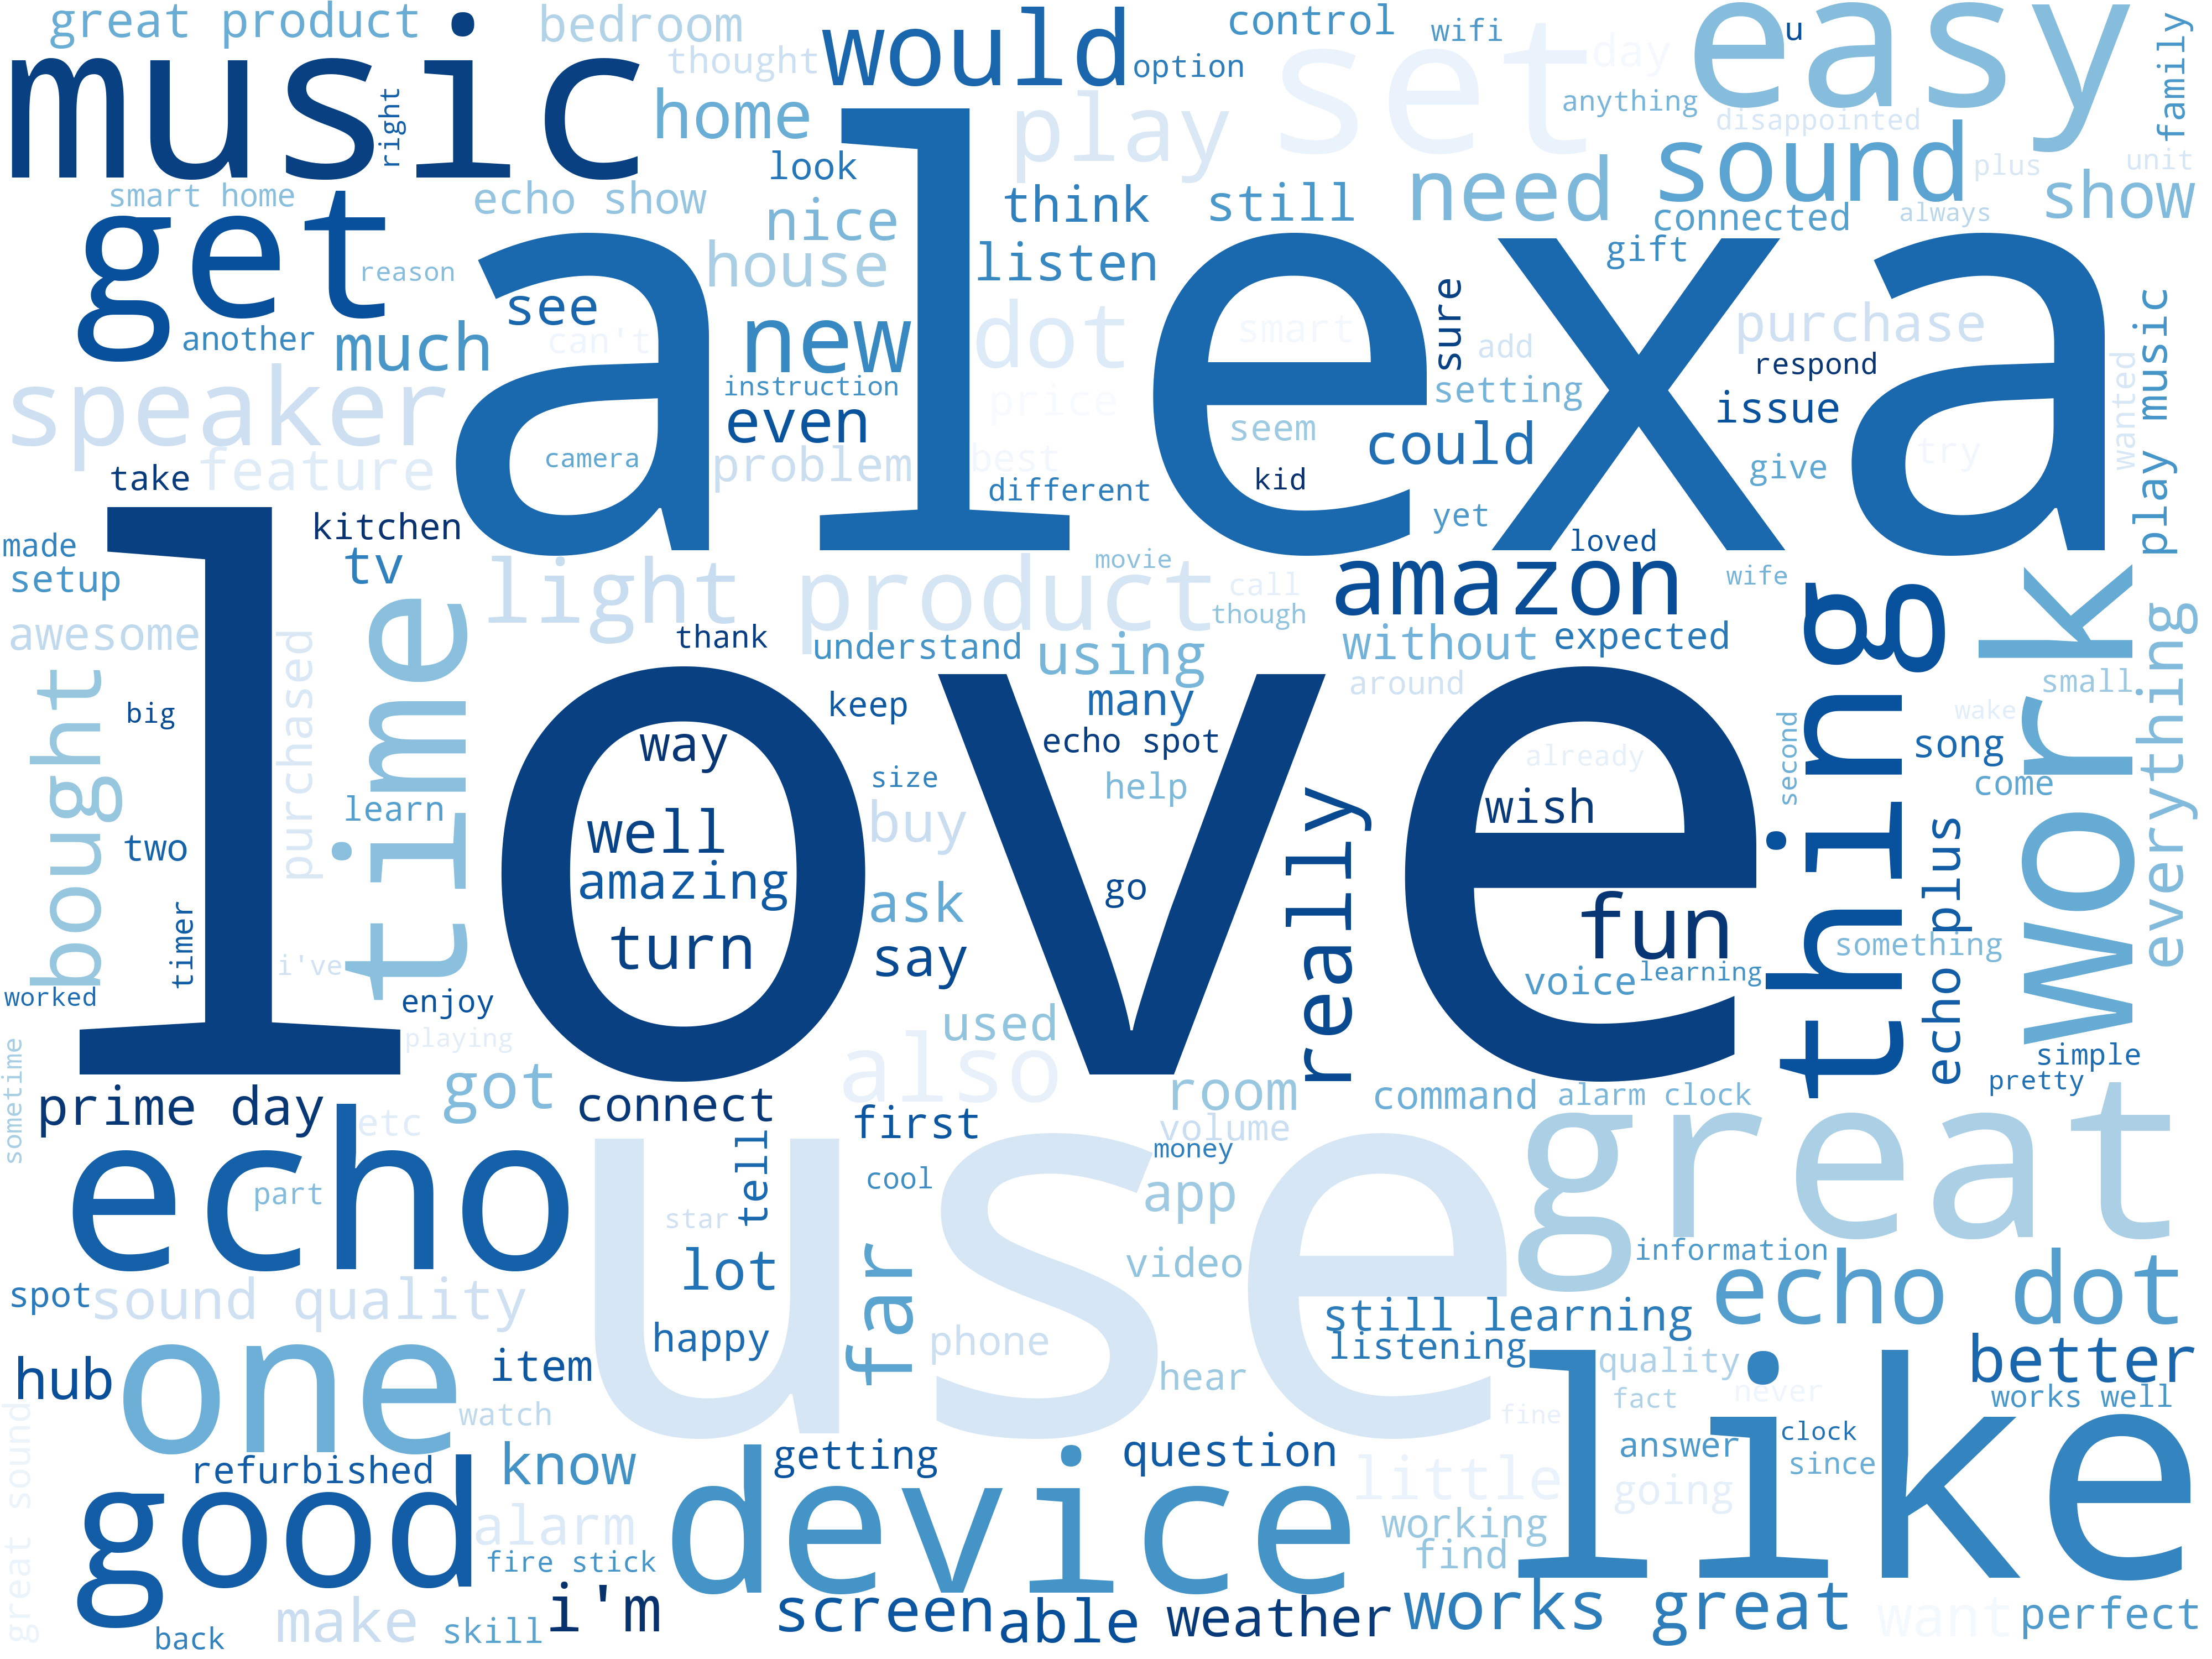 great product
bedroom
control
wifi
u
easy
family
music
thought
would
option
set
day
right
home
play
anything
disappointed
look
sound
plus
unit
smart home
echo show
nice
think
still
need
connected
always
show
get
alexa
reason
house
listen
gift
see
another
much
can't
new
dot
smart
sure
add
purchase
play music
wanted
speaker
instruction
price
setting
respond
issue
feature
even
camera
problem
best
seem
could
give
try
take
different
kid
yet
kitchen
made
setup
tv
light
product
movie
call
though
amazon
loved
wife
thing
work
everything
awesome
time
thank
understand
using
without
expected
around
small
bought
big
purchased
love
way
keep
many
echo spot
already
wake
song
second
come
size
help
learn
two
well
buy
really
wish
echo plus
amazing
ask
go
fun
timer
turn
say
something
i've
voice
learning
worked
enjoy
used
playing
also
simple
pretty
sometime
prime day
got
connect
room
command
alarm clock
etc
first
volume
great
echo
use
tell
money
part
cool
app
star
far
lot
video
information
spot
sound quality
echo dot
still learning
happy
phone
listening
hub
one
item
hear
like
quality
better
fact
never
works well
watch
fine
great sound
refurbished
know
getting
question
answer
clock
since
good
device
little
going
alarm
working
fire stick
find
make
skill
i'm
screen
able
weather
works great
want
perfect
back